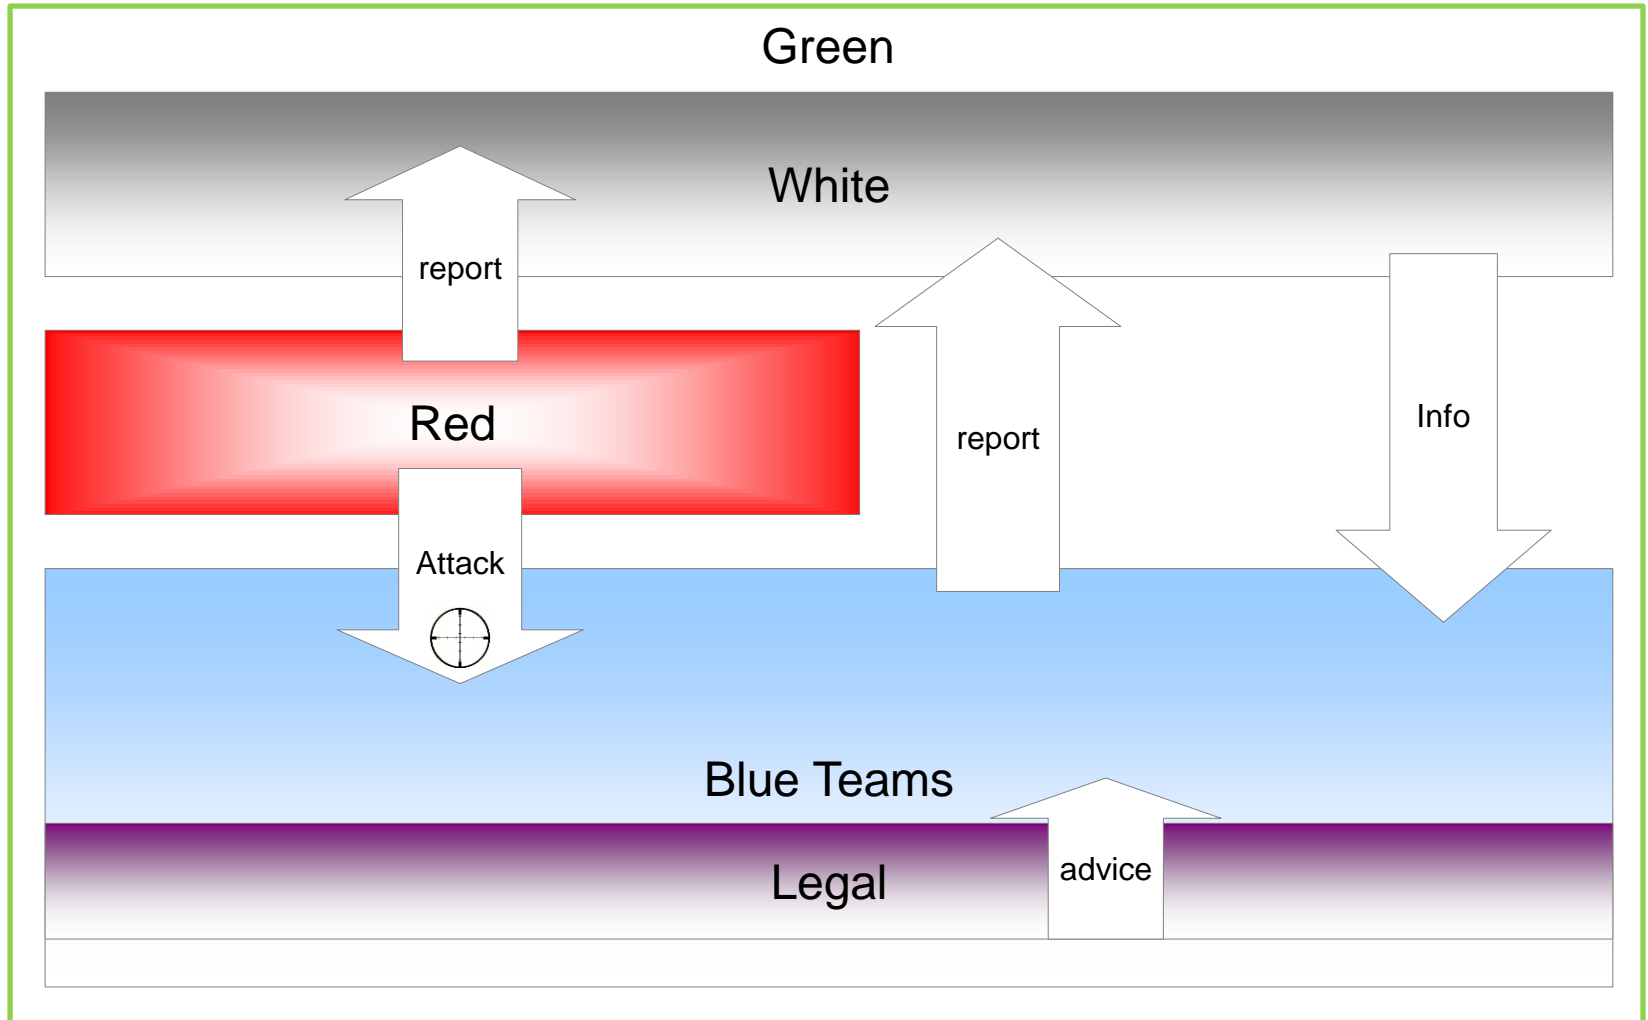 Green
White
report
Red
report
Info
Attack
Blue Teams
advice
Legal